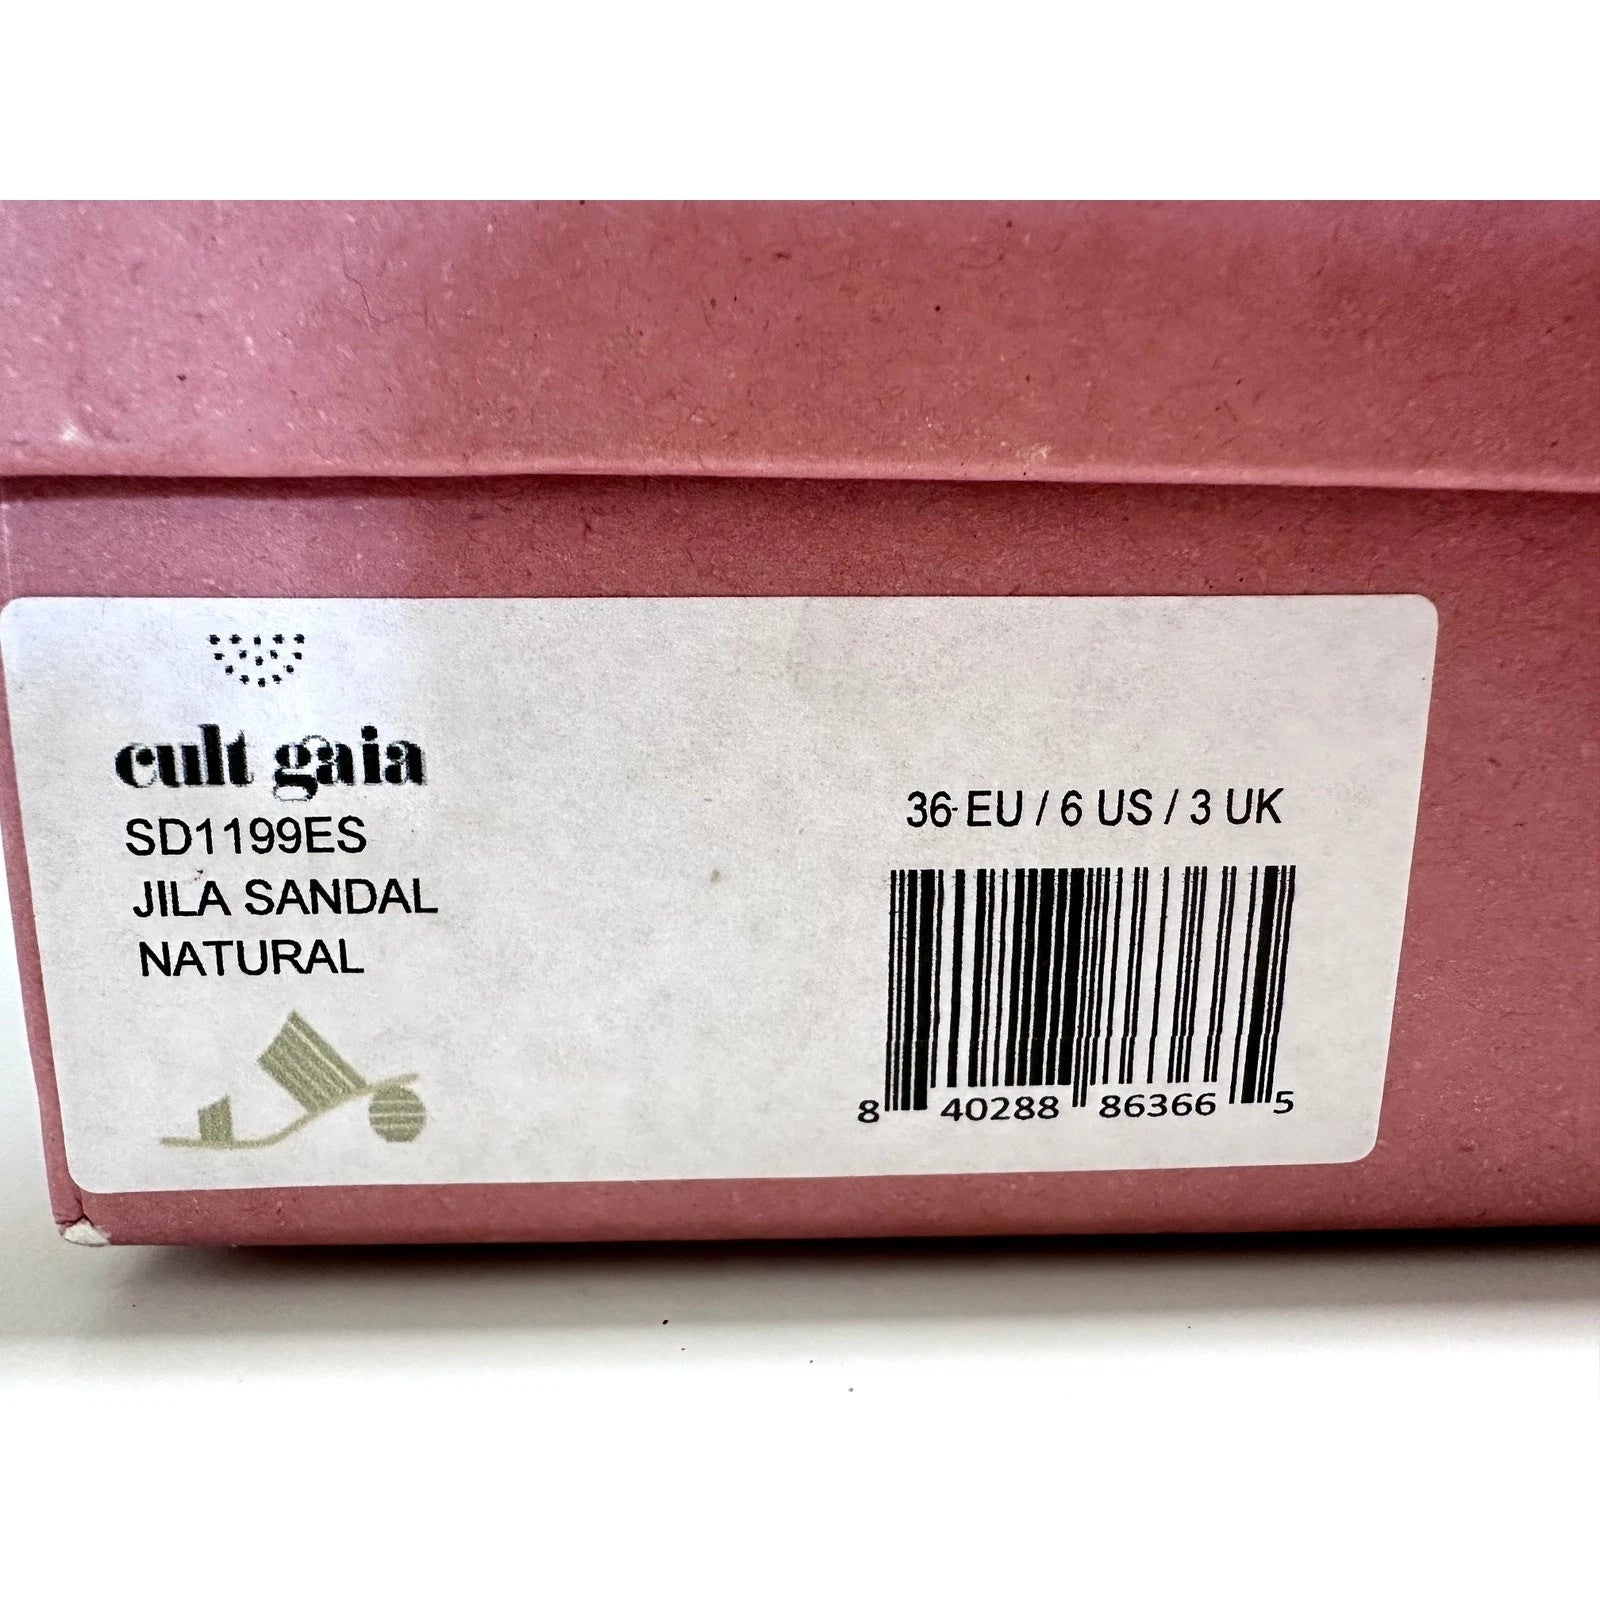 cult gaia
SD1199ES
JILA SANDAL
NATURAL
36 EU / 6 US / 3 UK
8 40288 86366 5